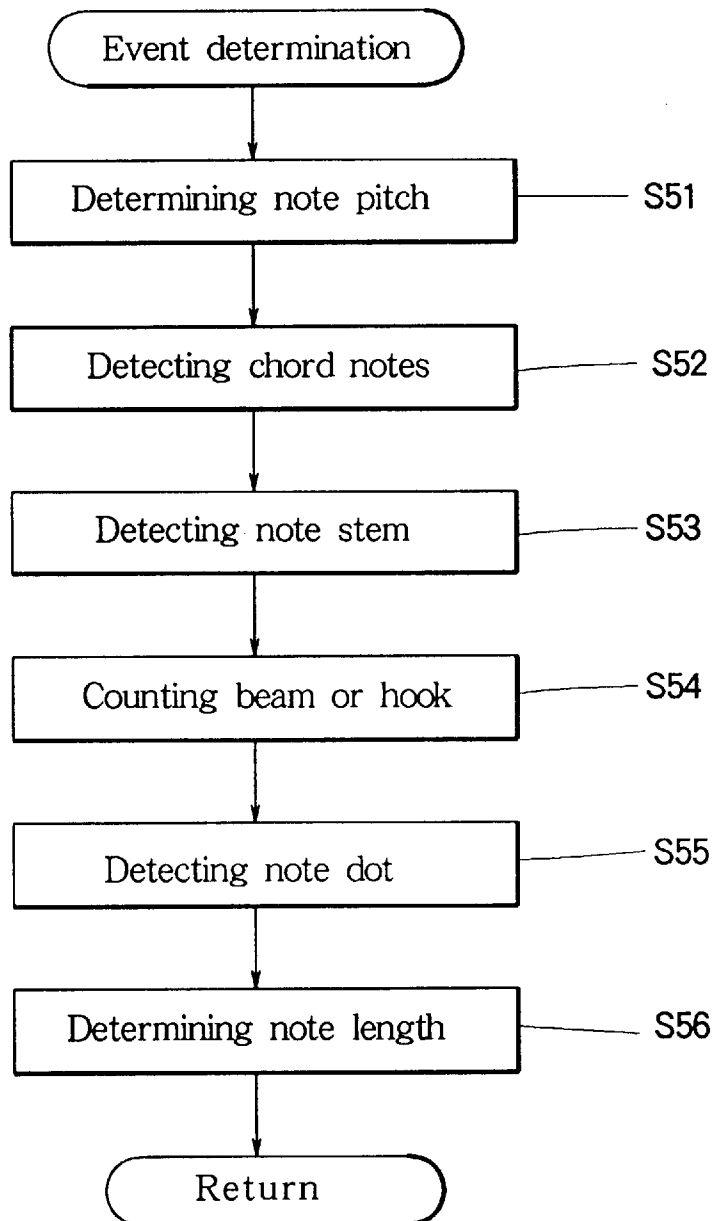 Event determination
Determining note pitch
S51
Detecting chord notes
S52
Detecting note stem
S53
Counting beam or hook
S54
Detecting note dot
S55
Determining note length
S56
Return